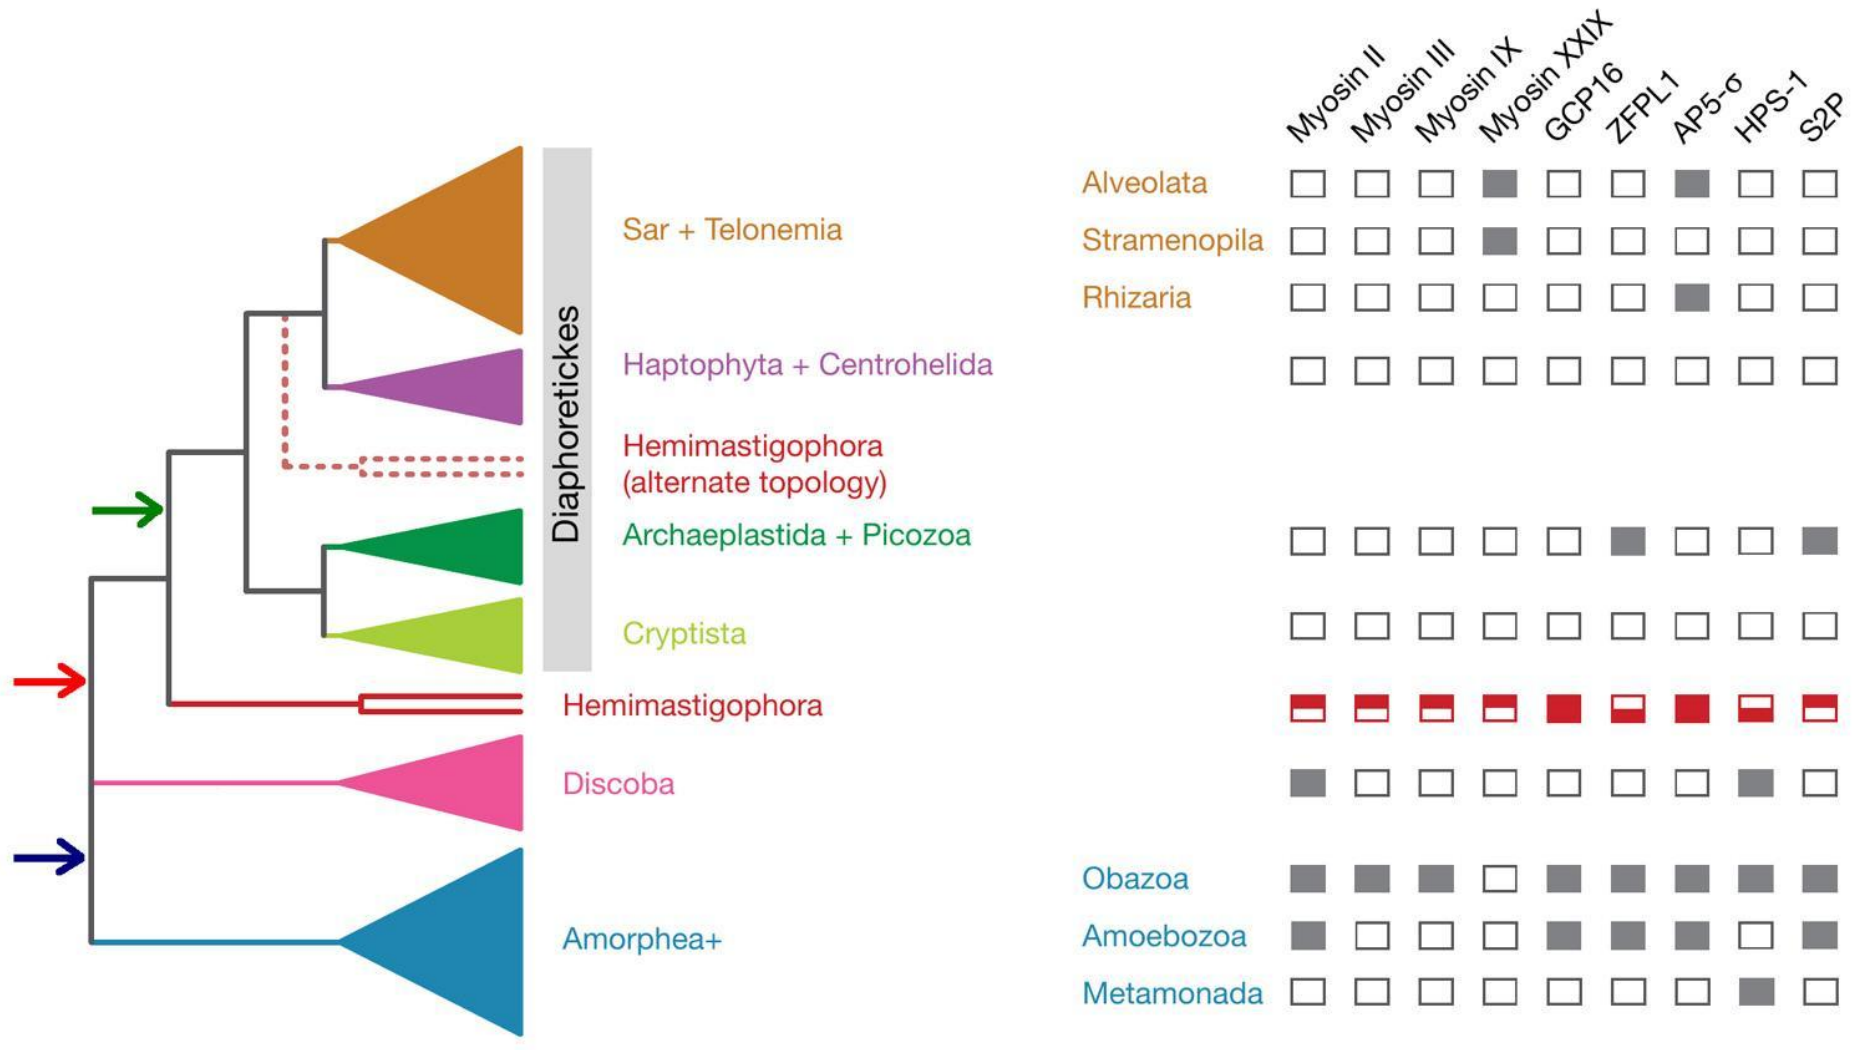 Myosin II
Myosin III
Myosin IX
Myosin XXIX
GCP16
ZFPL1
AP5-σ
HPS-1
S2P
Alveolata
Sar + Telonemia
Stramenopila
Rhizaria
Diaphoretickes
Haptophyta + Centrohelida
Hemimastigophora
(alternate topology)
Archaeplastida + Picozoa
Cryptista
Hemimastigophora
Discoba
Obazoa
Amorphea+
Amoebozoa
Metamonada